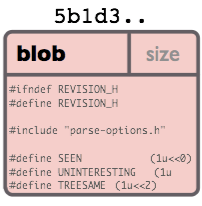 5b1d3..
blob size
#ifndef REVISION_H
#define REVISION_H
#include "parse-options.h"
#define SEEN (1u<<0)
#define UNINTERESTING (1u
#define TREESAME (1u<<2)